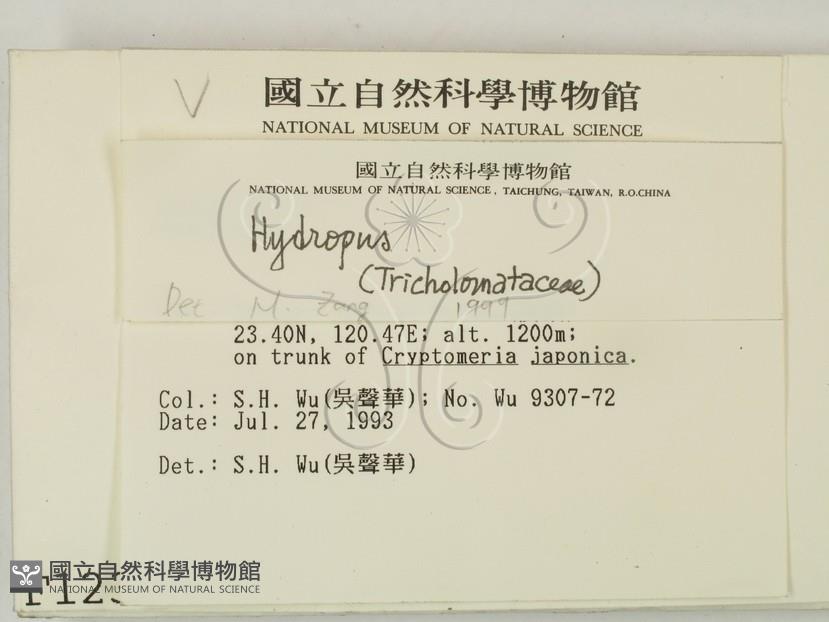 V
國立自然科學博物館
NATIONAL MUSEUM OF NATURAL SCIENCE
國立自然科學博物館
NATIONAL MUSEUM OF NATURAL SCIENCE, TAICHUNG, TAIWAN, R.O.CHINA
Hydropus
(Tricholomataceae)
Det M. Zang 1999
23.40N, 120.47E; alt. 1200m;
on trunk of Cryptomeria japonica.
Col.: S.H. Wu(吳聲華); No. Wu 9307-72
Date: Jul. 27, 1993
Det.: S.H. Wu(吳聲華)
國立自然科學博物館
NATIONAL MUSEUM OF NATURAL SCIENCE